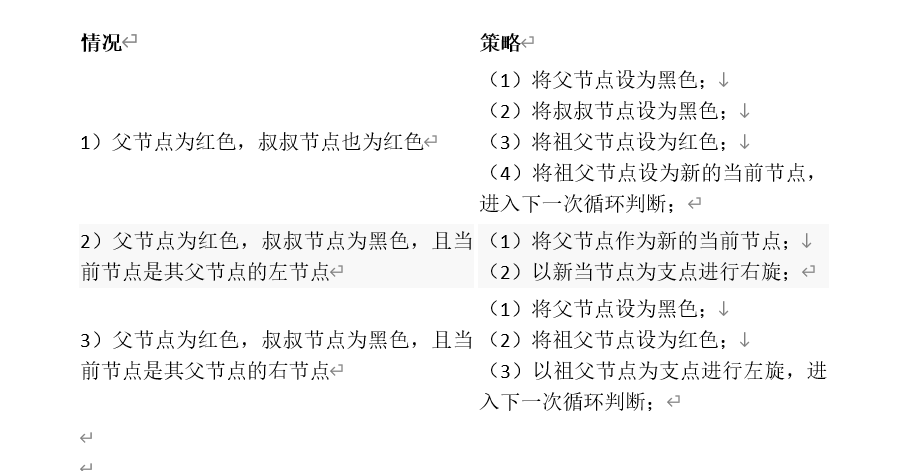 情况
策略
1）父节点为红色，叔叔节点也为红色
（1）将父节点设为黑色；
（2）将叔叔节点设为黑色；
（3）将祖父节点设为红色；
（4）将祖父节点设为新的当前节点，
进入下一次循环判断；
2）父节点为红色，叔叔节点为黑色，且当
前节点是其父节点的左节点
（1）将父节点作为新的当前节点；
（2）以新当节点为支点进行右旋；
3）父节点为红色，叔叔节点为黑色，且当
前节点是其父节点的右节点
（1）将父节点设为黑色；
（2）将祖父节点设为红色；
（3）以祖父节点为支点进行左旋，进
入下一次循环判断；